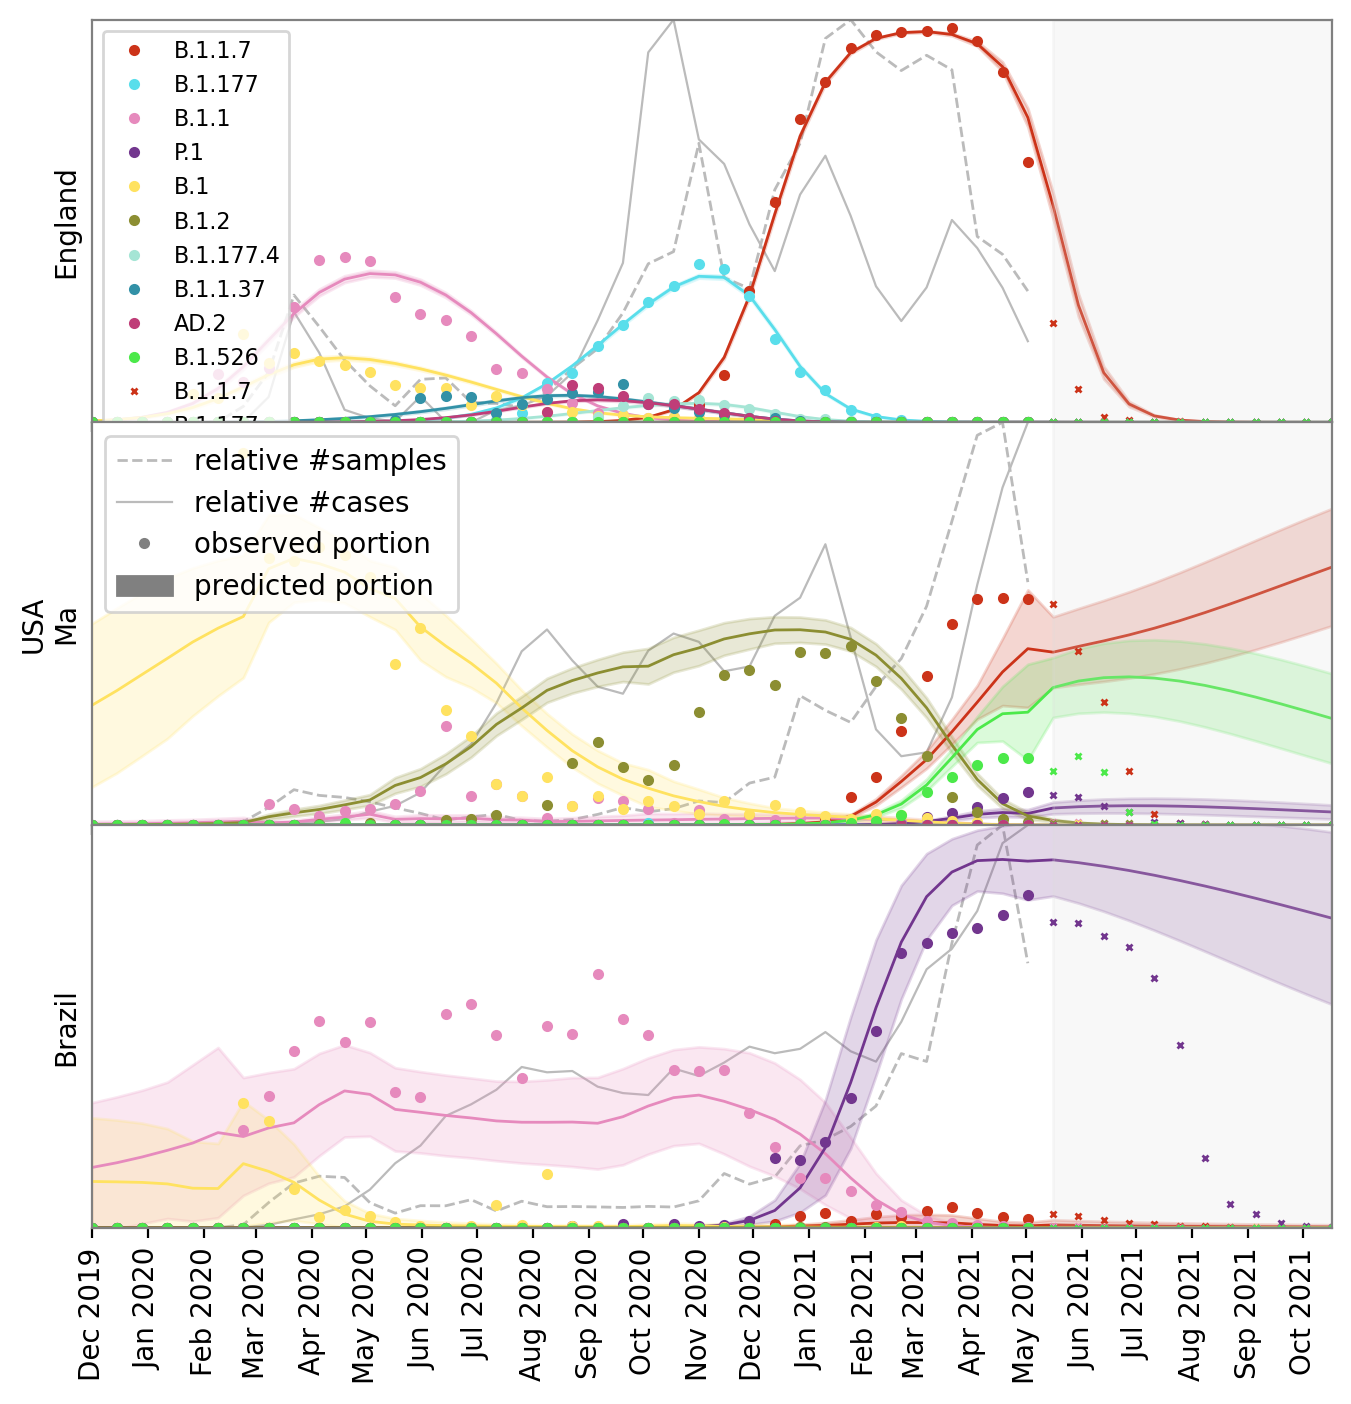 England
B.1.1.7
B.1.177
B.1.1
P.1
B.1
B.1.2
B.1.177.4
B.1.1.37
AD.2
B.1.526
B.1.1.7
B.1.177
USA
Ma
relative #samples
relative #cases
observed portion
predicted portion
Brazil
Dec 2019
Jan 2020
Feb 2020
Mar 2020
Apr 2020
May 2020
Jun 2020
Jul 2020
Aug 2020
Sep 2020
Oct 2020
Nov 2020
Dec 2020
Jan 2021
Feb 2021
Mar 2021
Apr 2021
May 2021
Jun 2021
Jul 2021
Aug 2021
Sep 2021
Oct 2021